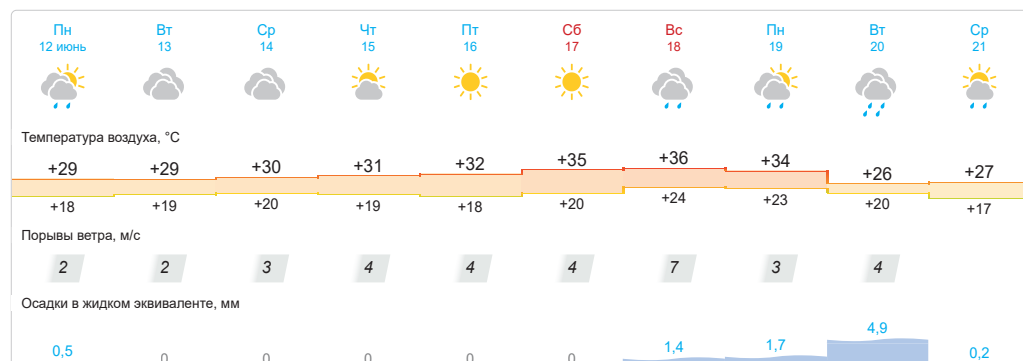 Пн Вт Ср Чт Пт Сб Вс Пн Вт Ср
12 июнь 13 14 15 16 17 18 19 20 21
Температура воздуха, °C
+29 +29 +30 +31 +32 +35 +36 +34 +26 +27
+18 +19 +20 +19 +18 +20 +24 +23 +20 +17
Порывы ветра, м/с
2 2 3 4 4 4 7 3 4
Осадки в жидком эквиваленте, мм
0,5 0 0 0 0 0 1,4 1,7 4,9 0,2